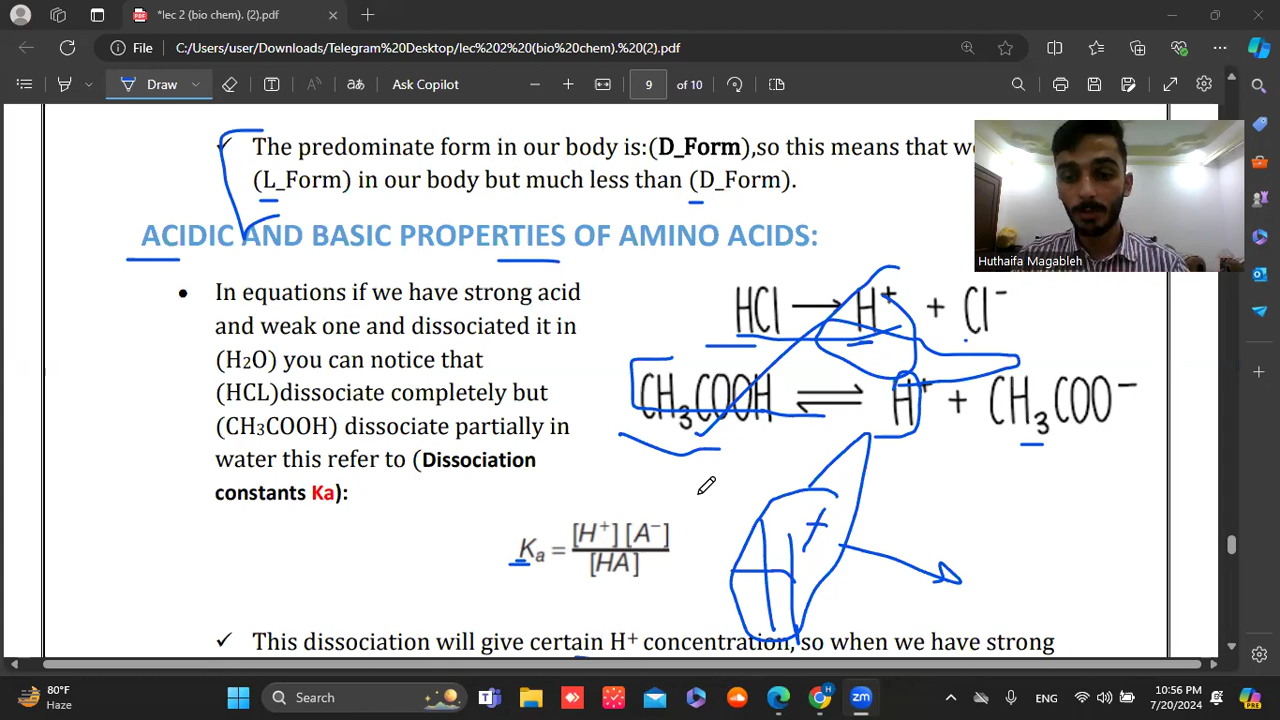 *lec 2 (bio chem). (2).pdf
File
C:/Users/user/Downloads/Telegram%20Desktop/lec%202%20(bio%20chem).%20(2).pdf
Draw
Ask Copilot
9 of 10
The predominate form in our body is:(D_Form),so this means that we
(L_Form) in our body but much less than (D_Form).
ACIDIC AND BASIC PROPERTIES OF AMINO ACIDS:
Huthaifa Magableh
• In equations if we have strong acid
and weak one and dissociated it in
(H₂O) you can notice that
(HCL)dissociate completely but
(CH₃COOH) dissociate partially in
water this refer to (Dissociation
constants Ka):
HCl → H⁺ + Cl⁻
CH₃COOH ⇌ H⁺ + CH₃COO⁻
Kₐ = [H⁺] [A⁻] / [HA]
✓ This dissociation will give certain H⁺ concentration, so when we have strong
80°F
Haze
Search
zm
ENG
10:56 PM
7/20/2024